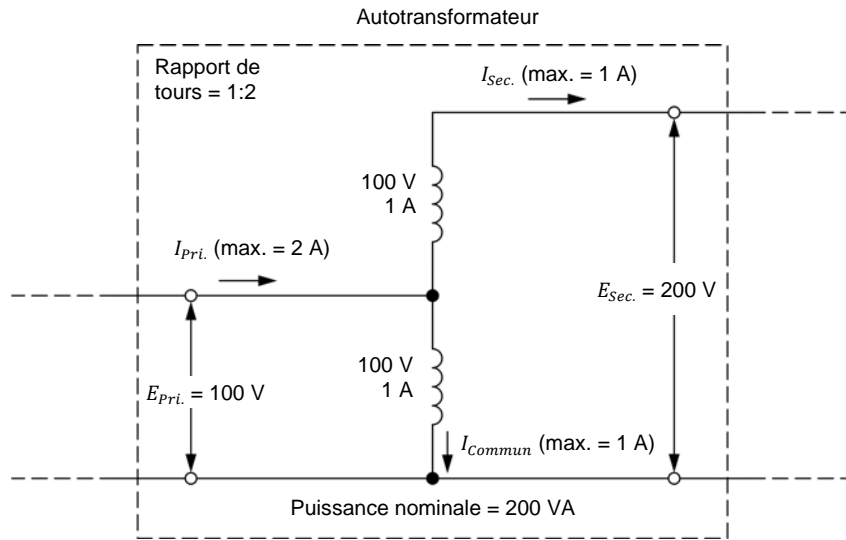 Autotransformateur
Rapport de
tours = 1:2
I_Sec. (max. = 1 A)
100 V
1 A
I_Pri. (max. = 2 A)
E_Sec. = 200 V
100 V
1 A
E_Pri. = 100 V
I_Commun (max. = 1 A)
Puissance nominale = 200 VA